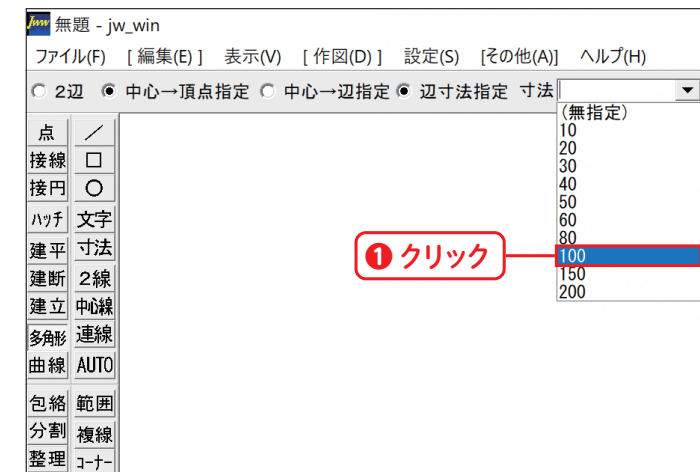 Jww 無題 - jw_win
ファイル(F) [ 編集(E) ] 表示(V) [ 作図(D) ] 設定(S) [その他(A)] ヘルプ(H)
2辺 中心→頂点指定 中心→辺指定 辺寸法指定 寸法
(無指定)
10
20
30
40
50
60
80
100
150
200
❶ クリック
点 ／
接線 □
接円 ○
ハッチ 文字
建平 寸法
建断 2線
建立 中心線
多角形 連線
曲線 AUTO
包絡 範囲
分割 複線
整理 コーナー